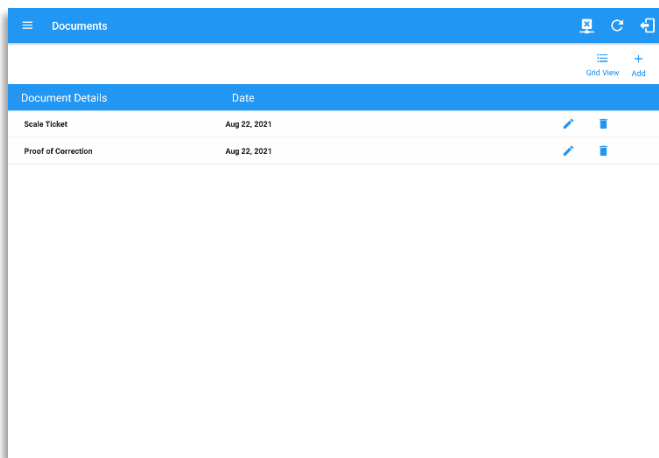 Documents
Grid View Add
Document Details Date
Scale Ticket Aug 22, 2021
Proof of Correction Aug 22, 2021